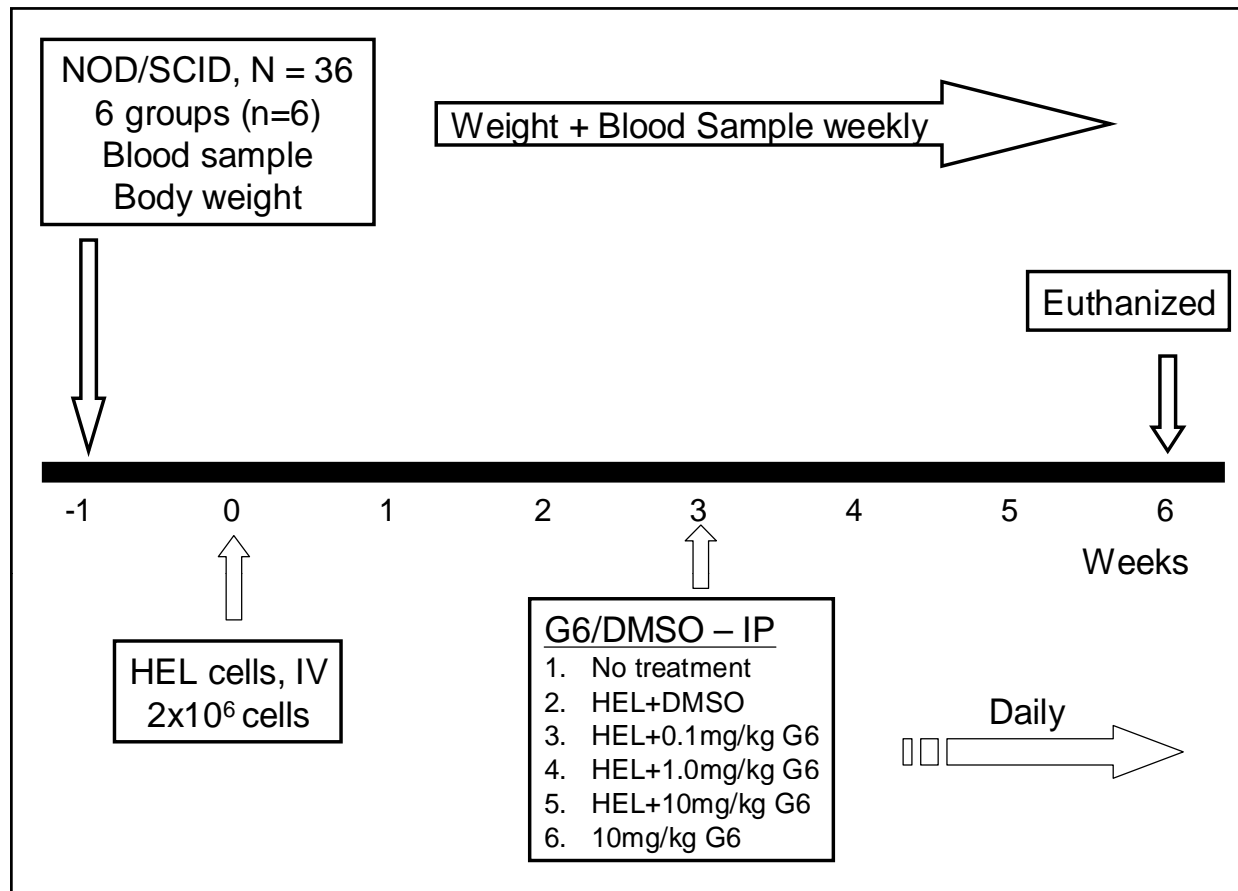 NOD/SCID, N = 36
6 groups (n=6)
Blood sample
Body weight
Weight + Blood Sample weekly
Euthanized
-1 0 1 2 3 4 5 6
Weeks
HEL cells, IV
2x10⁶ cells
G6/DMSO – IP
1. No treatment
2. HEL+DMSO
3. HEL+0.1mg/kg G6
4. HEL+1.0mg/kg G6
5. HEL+10mg/kg G6
6. 10mg/kg G6
Daily